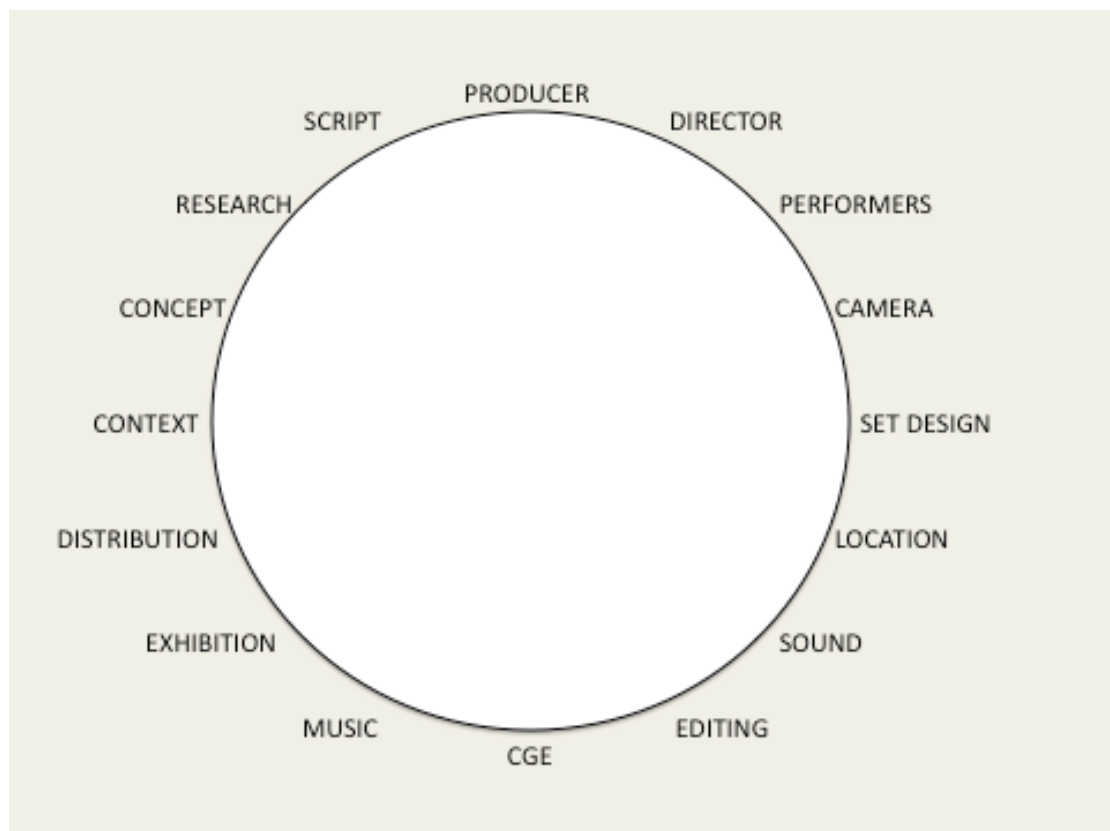 PRODUCER
SCRIPT
DIRECTOR
RESEARCH
PERFORMERS
CONCEPT
CAMERA
CONTEXT
SET DESIGN
DISTRIBUTION
LOCATION
EXHIBITION
SOUND
MUSIC
EDITING
CGE